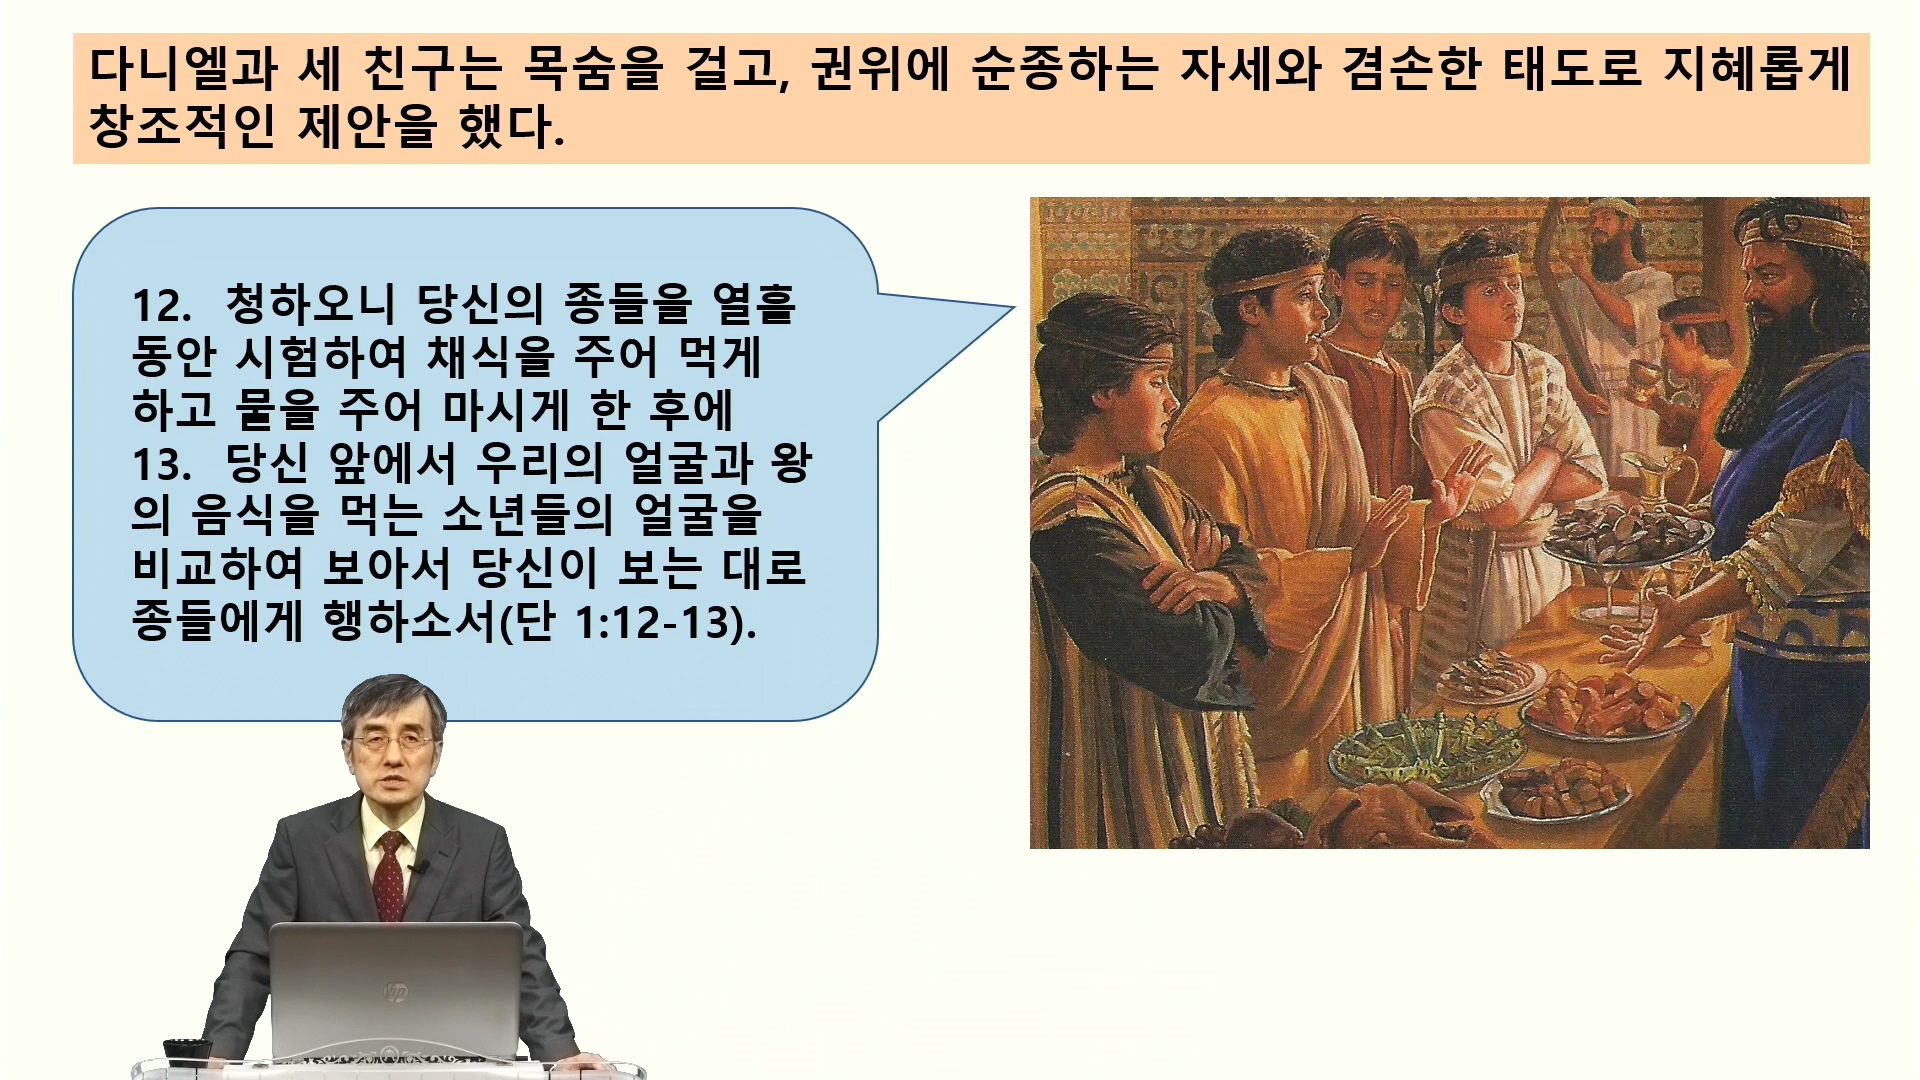 다니엘과 세 친구는 목숨을 걸고, 권위에 순종하는 자세와 겸손한 태도로 지혜롭게
창조적인 제안을 했다.
12. 청하오니 당신의 종들을 열흘
동안 시험하여 채식을 주어 먹게
하고 물을 주어 마시게 한 후에
13. 당신 앞에서 우리의 얼굴과 왕
의 음식을 먹는 소년들의 얼굴을
비교하여 보아서 당신이 보는 대로
종들에게 행하소서(단 1:12-13).
hp